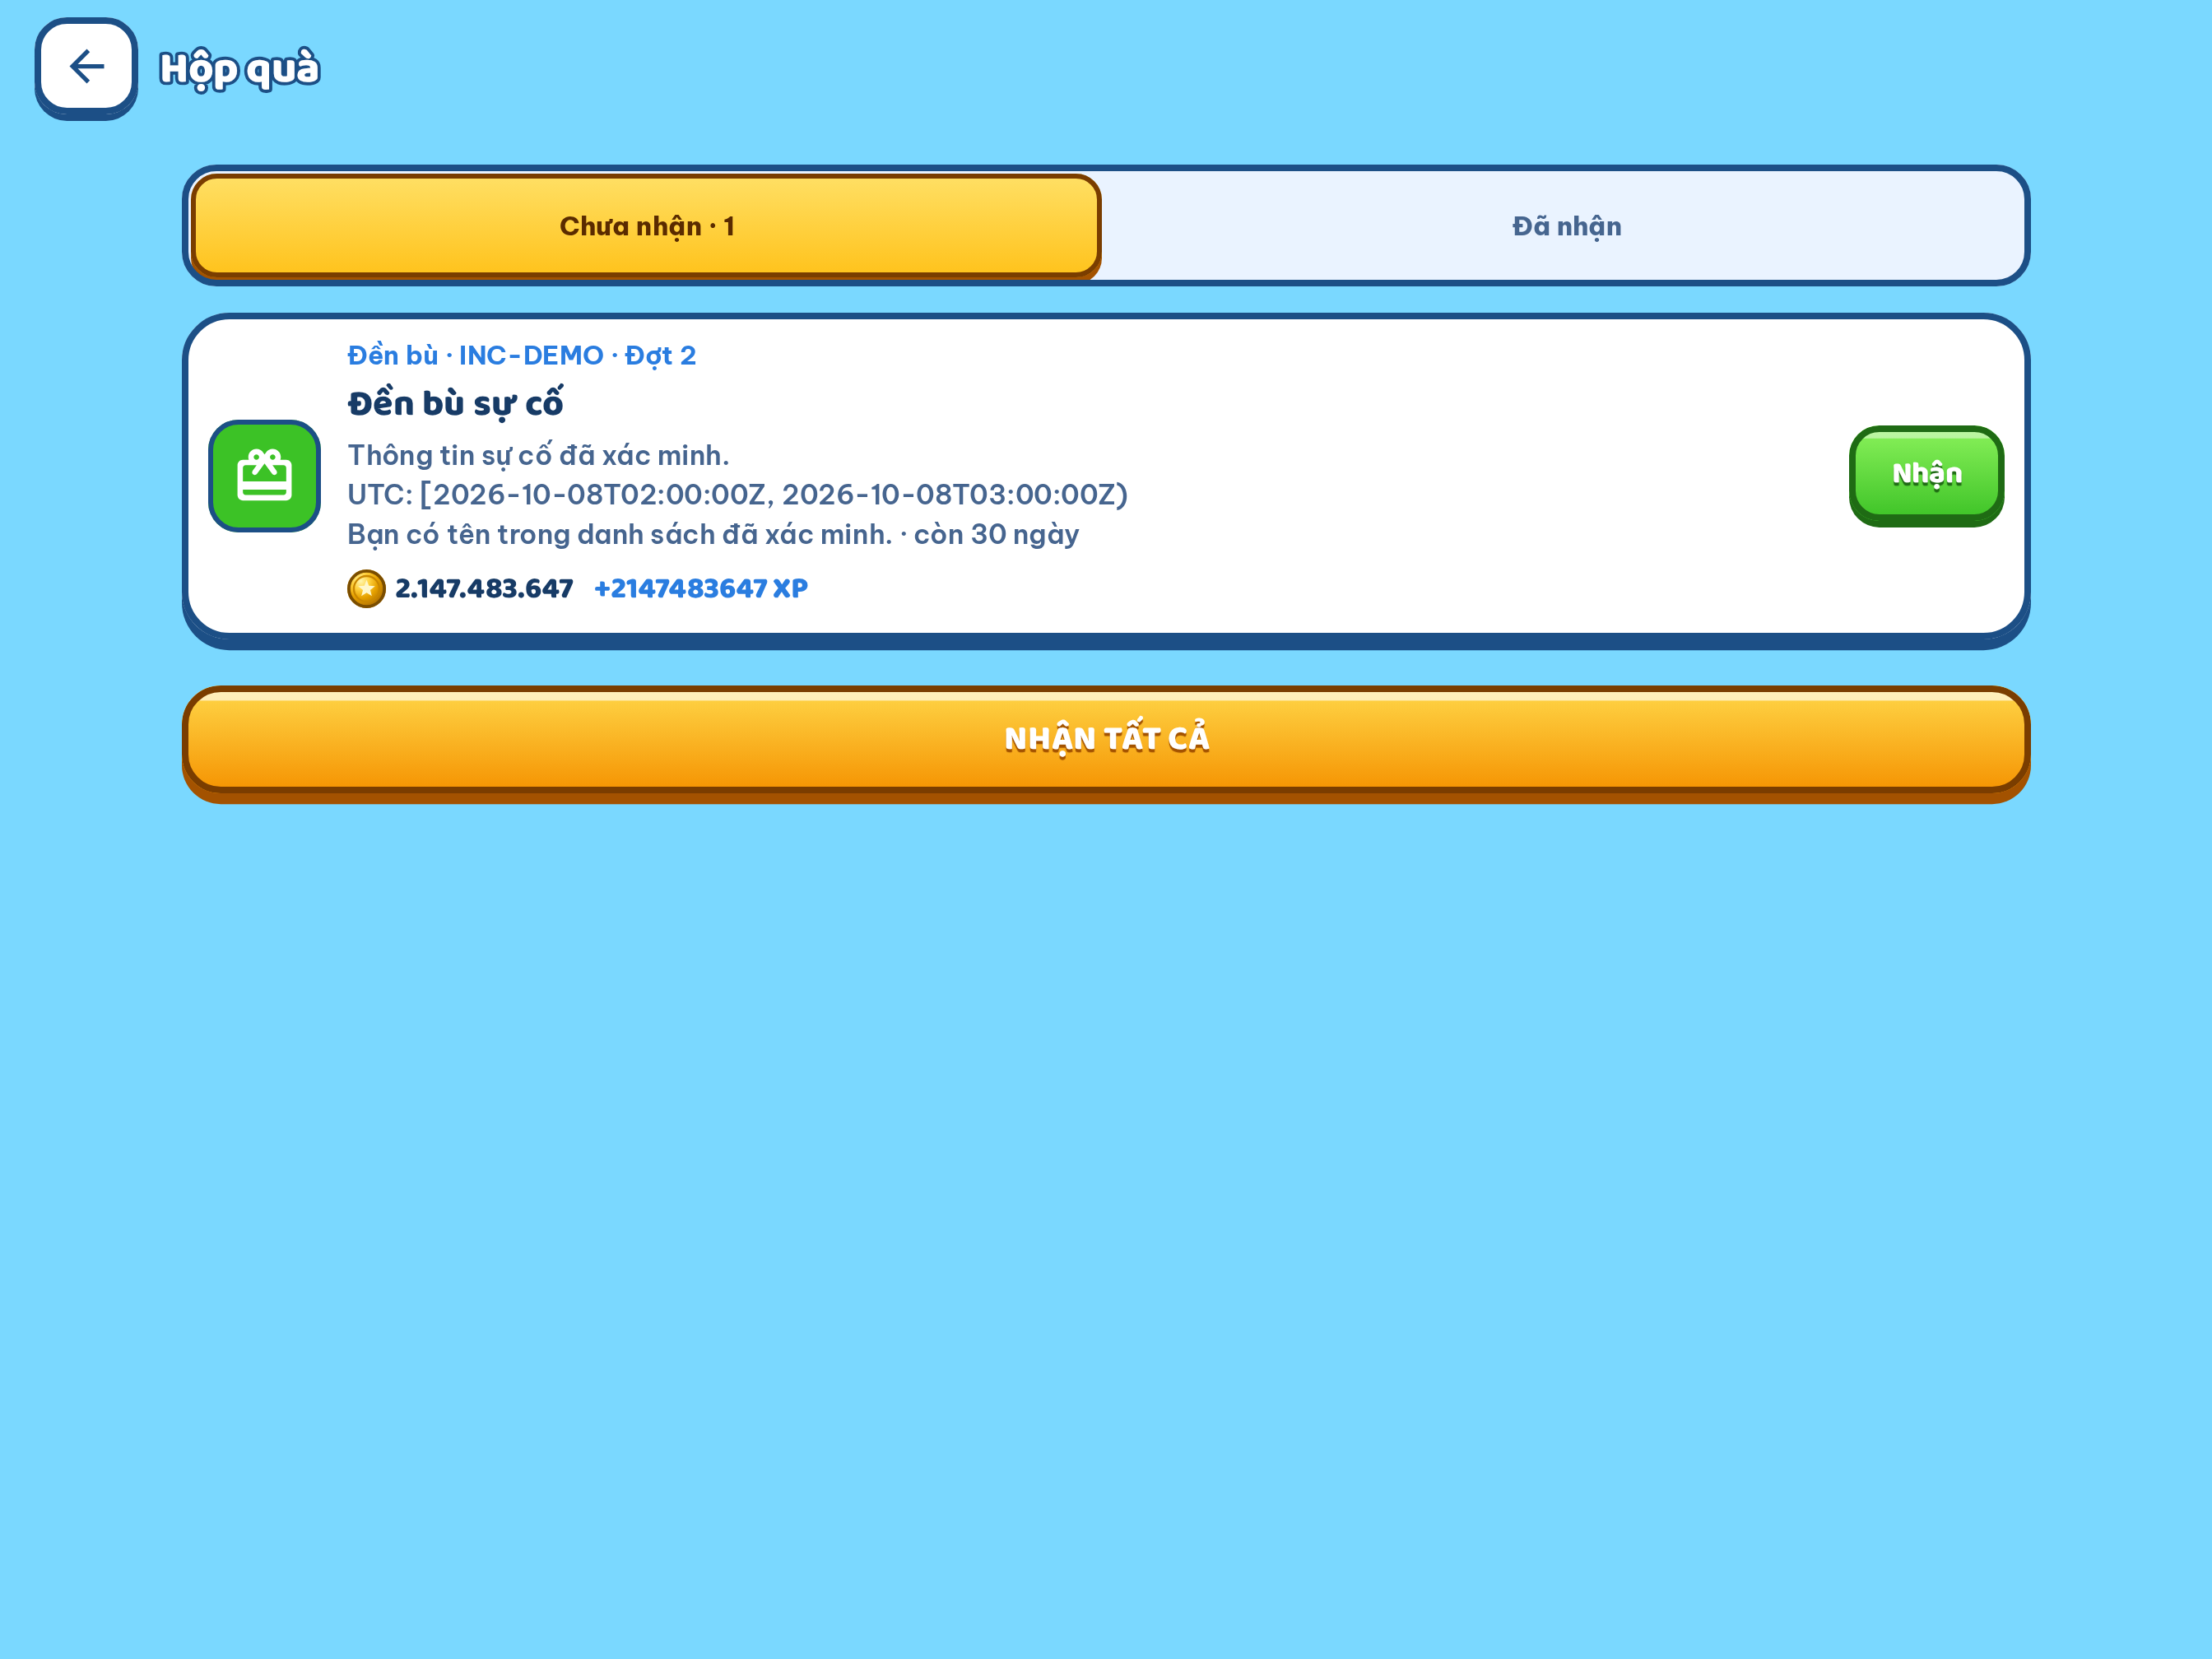 Hộp quà
Chưa nhận · 1
Đã nhận
Đền bù · INC-DEMO · Đợt 2
Đền bù sự cố
Thông tin sự cố đã xác minh.
UTC: [2026-10-08T02:00:00Z, 2026-10-08T03:00:00Z)
Bạn có tên trong danh sách đã xác minh. · còn 30 ngày
2.147.483.647 +2147483647 XP
Nhận
NHẬN TẤT CẢ